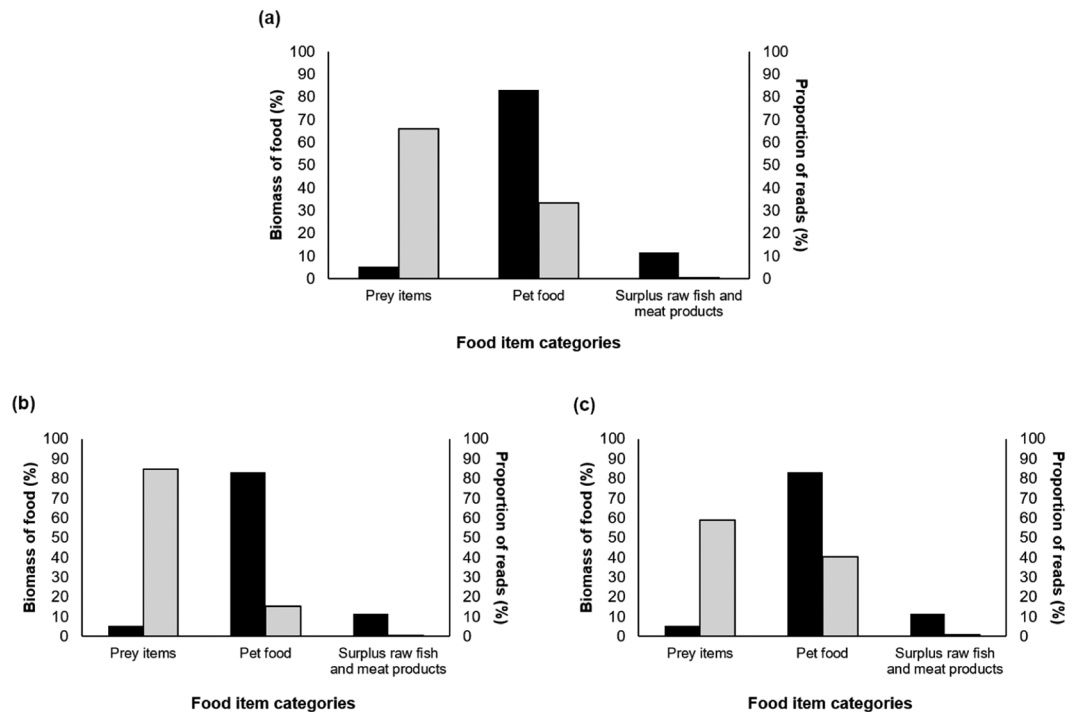 (a)
Biomass of food (%)
100
90
80
70
60
50
40
30
20
10
0
100
90
80
70
60
50
40
30
20
10
0
Proportion of reads (%)
Prey items
Pet food
Surplus raw fish and
meat products
Food item categories
(b)
Biomass of food (%)
100
90
80
70
60
50
40
30
20
10
0
100
90
80
70
60
50
40
30
20
10
0
Proportion of reads (%)
Prey items
Pet food
Surplus raw fish
and meat products
Food item categories
(c)
Biomass of food (%)
100
90
80
70
60
50
40
30
20
10
0
100
90
80
70
60
50
40
30
20
10
0
Proportion of reads (%)
Prey items
Pet food
Surplus raw fish
and meat products
Food item categories